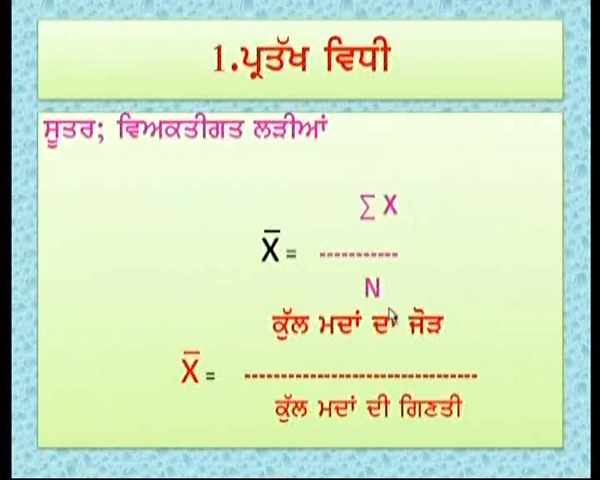 1.ਪ੍ਰਤੱਖ ਵਿਧੀ
ਸੂਤਰ; ਵਿਅਕਤੀਗਤ ਲੜੀਆਂ
∑ X
X̅ = -----------
N
ਕੁੱਲ ਮਦਾਂ ਦਾ ਜੋੜ
X̅ = --------------------------------
ਕੁੱਲ ਮਦਾਂ ਦੀ ਗਿਣਤੀ